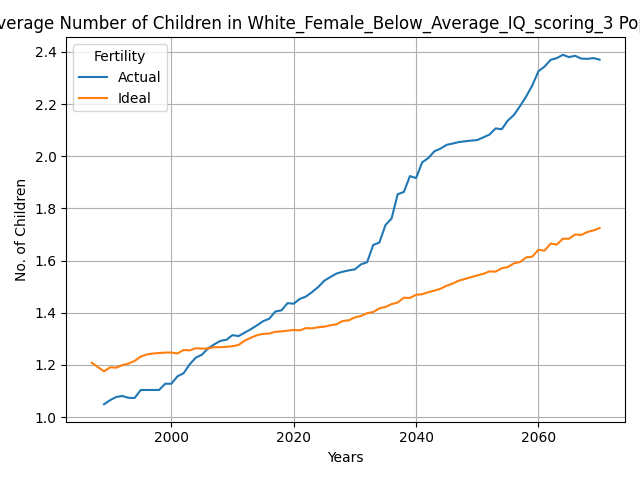 verage Number of Children in White_Female_Below_Average_IQ_scoring_3 Po
Fertility
Actual
Ideal
No. of Children
2.4
2.2
2.0
1.8
1.6
1.4
1.2
1.0
2000 2020 2040 2060
Years